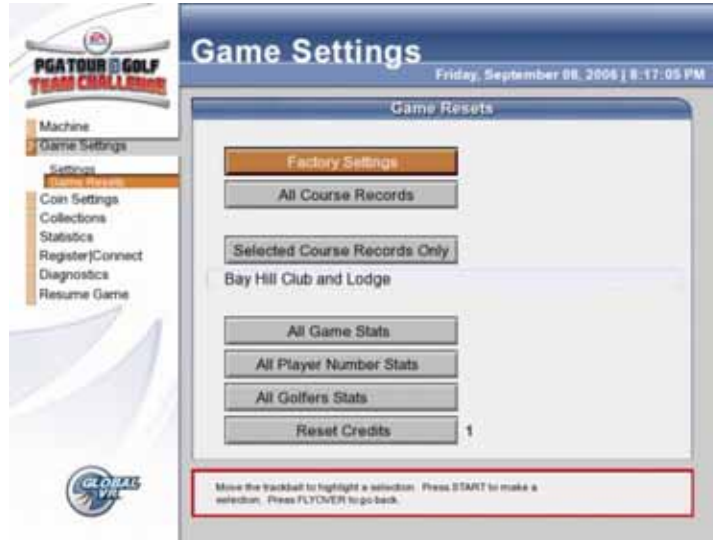 EA
PGA TOUR GOLF
TEAM CHALLENGE
Game Settings
Friday, September 08, 2006 | 8:17:05 PM
Machine
Game Settings
Settings
Game Resets
Coin Settings
Collections
Statistics
Register|Connect
Diagnostics
Resume Game
Game Resets
Factory Settings
All Course Records
Selected Course Records Only
Bay Hill Club and Lodge
All Game Stats
All Player Number Stats
All Golfers Stats
Reset Credits 1
Move the trackball to highlight a selection. Press START to make a
selection. Press FLYOVER to go back.
GLOBAL
VR